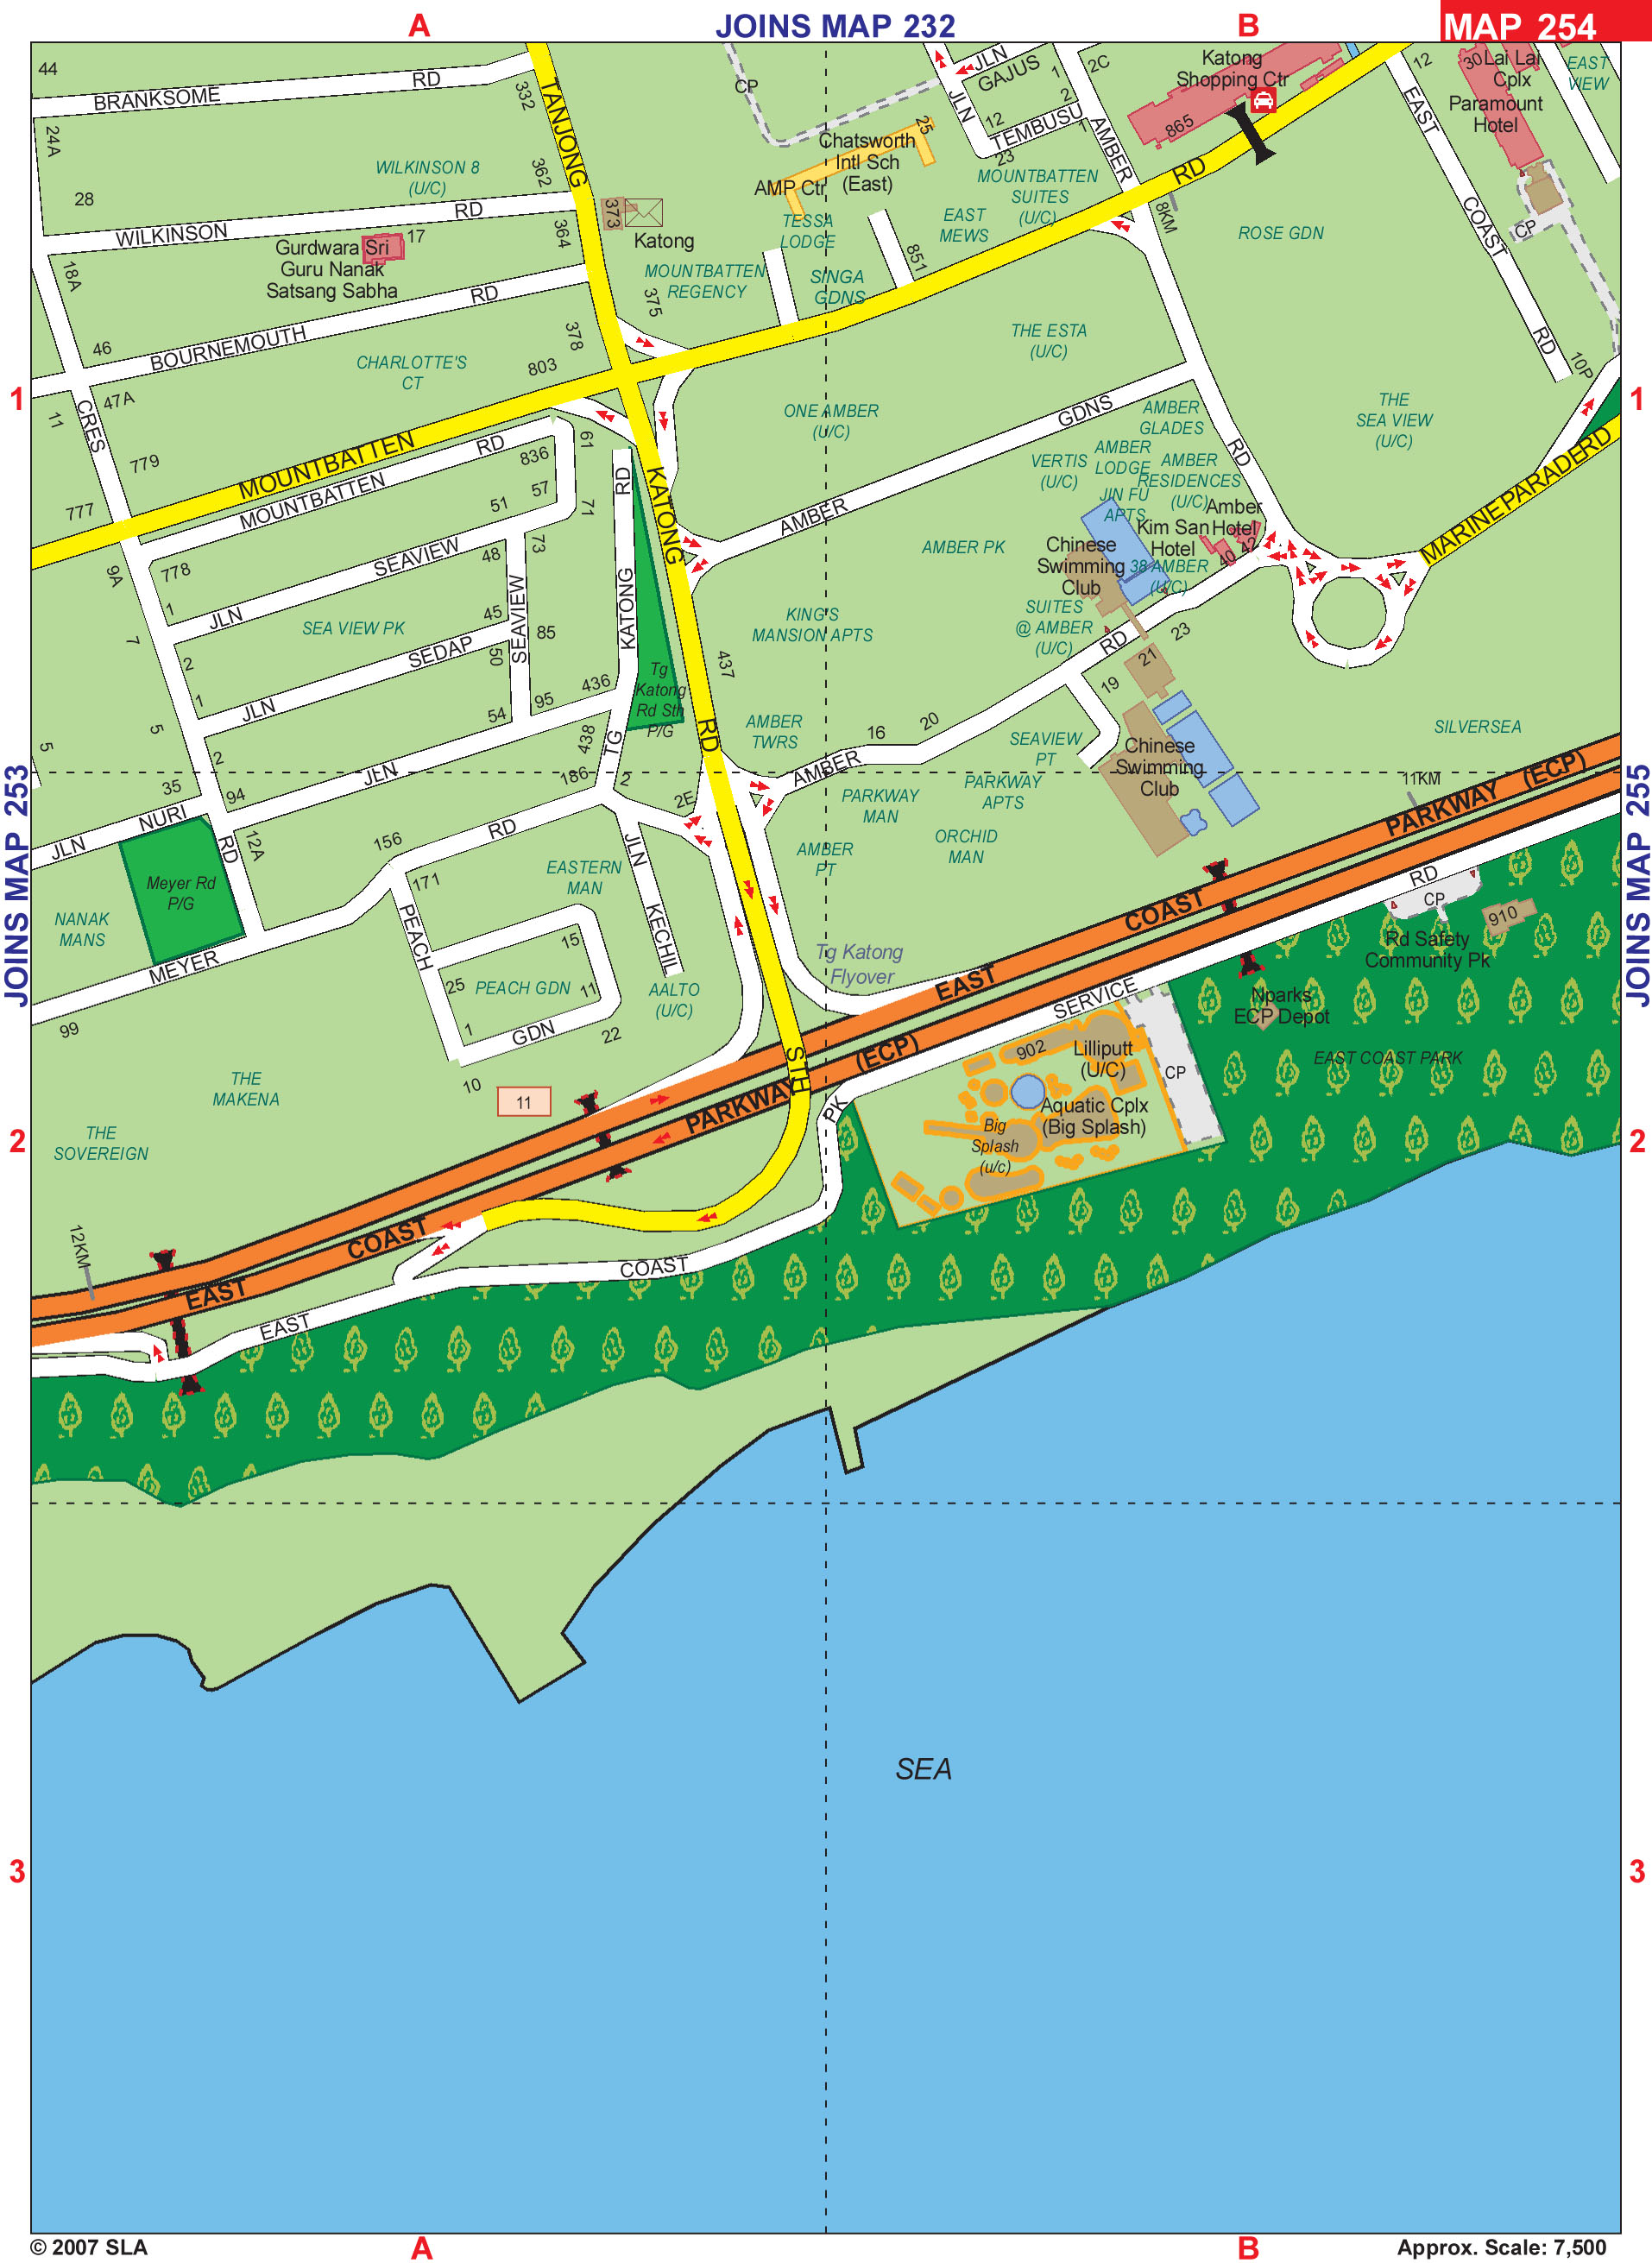 A
JOINS MAP 232
B
MAP 254
44
BRANKSOME RD
332
TANJONG
CP
JLN
GAJUS
1
2C
Katong
Shopping Ctr
12
30
Lai Lai
Cplx
EAST
VIEW
24A
JLN
12
2
TEMBUSU
1
23
AMBER
865
EAST
Paramount
Hotel
WILKINSON 8
(U/C)
362
25
Chatsworth
Intl Sch
(East)
AMP Ctr
MOUNTBATTEN
SUITES
(U/C)
RD
28
WILKINSON RD
373
Katong
TESSA
LODGE
EAST
MEWS
8KM
ROSE GDN
COAST
CP
17
Gurdwara Sri
Guru Nanak
Satsang Sabha
364
18A
MOUNTBATTEN
REGENCY
SINGA
GDNS
851
375
378
46
BOURNEMOUTH RD
THE ESTA
(U/C)
RD
10P
1
47A
11
CRES
CHARLOTTE'S
CT
803
ONE AMBER
(U/C)
GDNS
AMBER
GLADES
THE
SEA VIEW
(U/C)
1
779
777
MOUNTBATTEN
MOUNTBATTEN RD
836
61
RD
KATONG
AMBER
VERTIS
(U/C)
AMBER
LODGE
AMBER
RESIDENCES
(U/C)
RD
JIN FU
APTS
MARINE PARADE RD
51
57
71
778
9A
JLN SEAVIEW
48
73
AMBER PK
Kim San
Hotel
Amber
Hotel
40
42
Chinese
Swimming
Club
38 AMBER
(U/C)
1
7
SEA VIEW PK
45
SEAVIEW
85
KATONG
KING'S
MANSION APTS
SUITES
@ AMBER
(U/C)
RD
23
2
JLN SEDAP
50
437
21
19
1
5
54
95
436
Tg
Katong
Rd Sth
P/G
RD
AMBER
TWRS
16
20
SEAVIEW
PT
SILVERSEA
5
2
JLN
438
TG
186
2
AMBER
PARKWAY
APTS
Chinese
Swimming
Club
11KM
(ECP)
JOINS MAP 253
JOINS MAP 255
35
94
JLN NURI
RD
12A
2E
PARKWAY
MAN
PARKWAY
156
RD
JLN
KECHIL
AMBER
PT
ORCHID
MAN
Meyer Rd
P/G
171
EASTERN
MAN
RD
CP
NANAK
MANS
PEACH
15
COAST
910
Rd Safety
Community Pk
MEYER
99
25
PEACH GDN
11
AALTO
(U/C)
Tg Katong
Flyover
EAST
SERVICE
Nparks
ECP Depot
1
GDN
22
STH
(ECP)
902
Lilliputt
(U/C)
CP
EAST COAST PARK
THE
MAKENA
10
11
PARKWAY
PK
Aquatic Cplx
(Big Splash)
Big
Splash
(u/c)
2
THE
SOVEREIGN
2
12KM
COAST
EAST
COAST
EAST
SEA
3
3
© 2007 SLA
A
B
Approx. Scale: 7,500